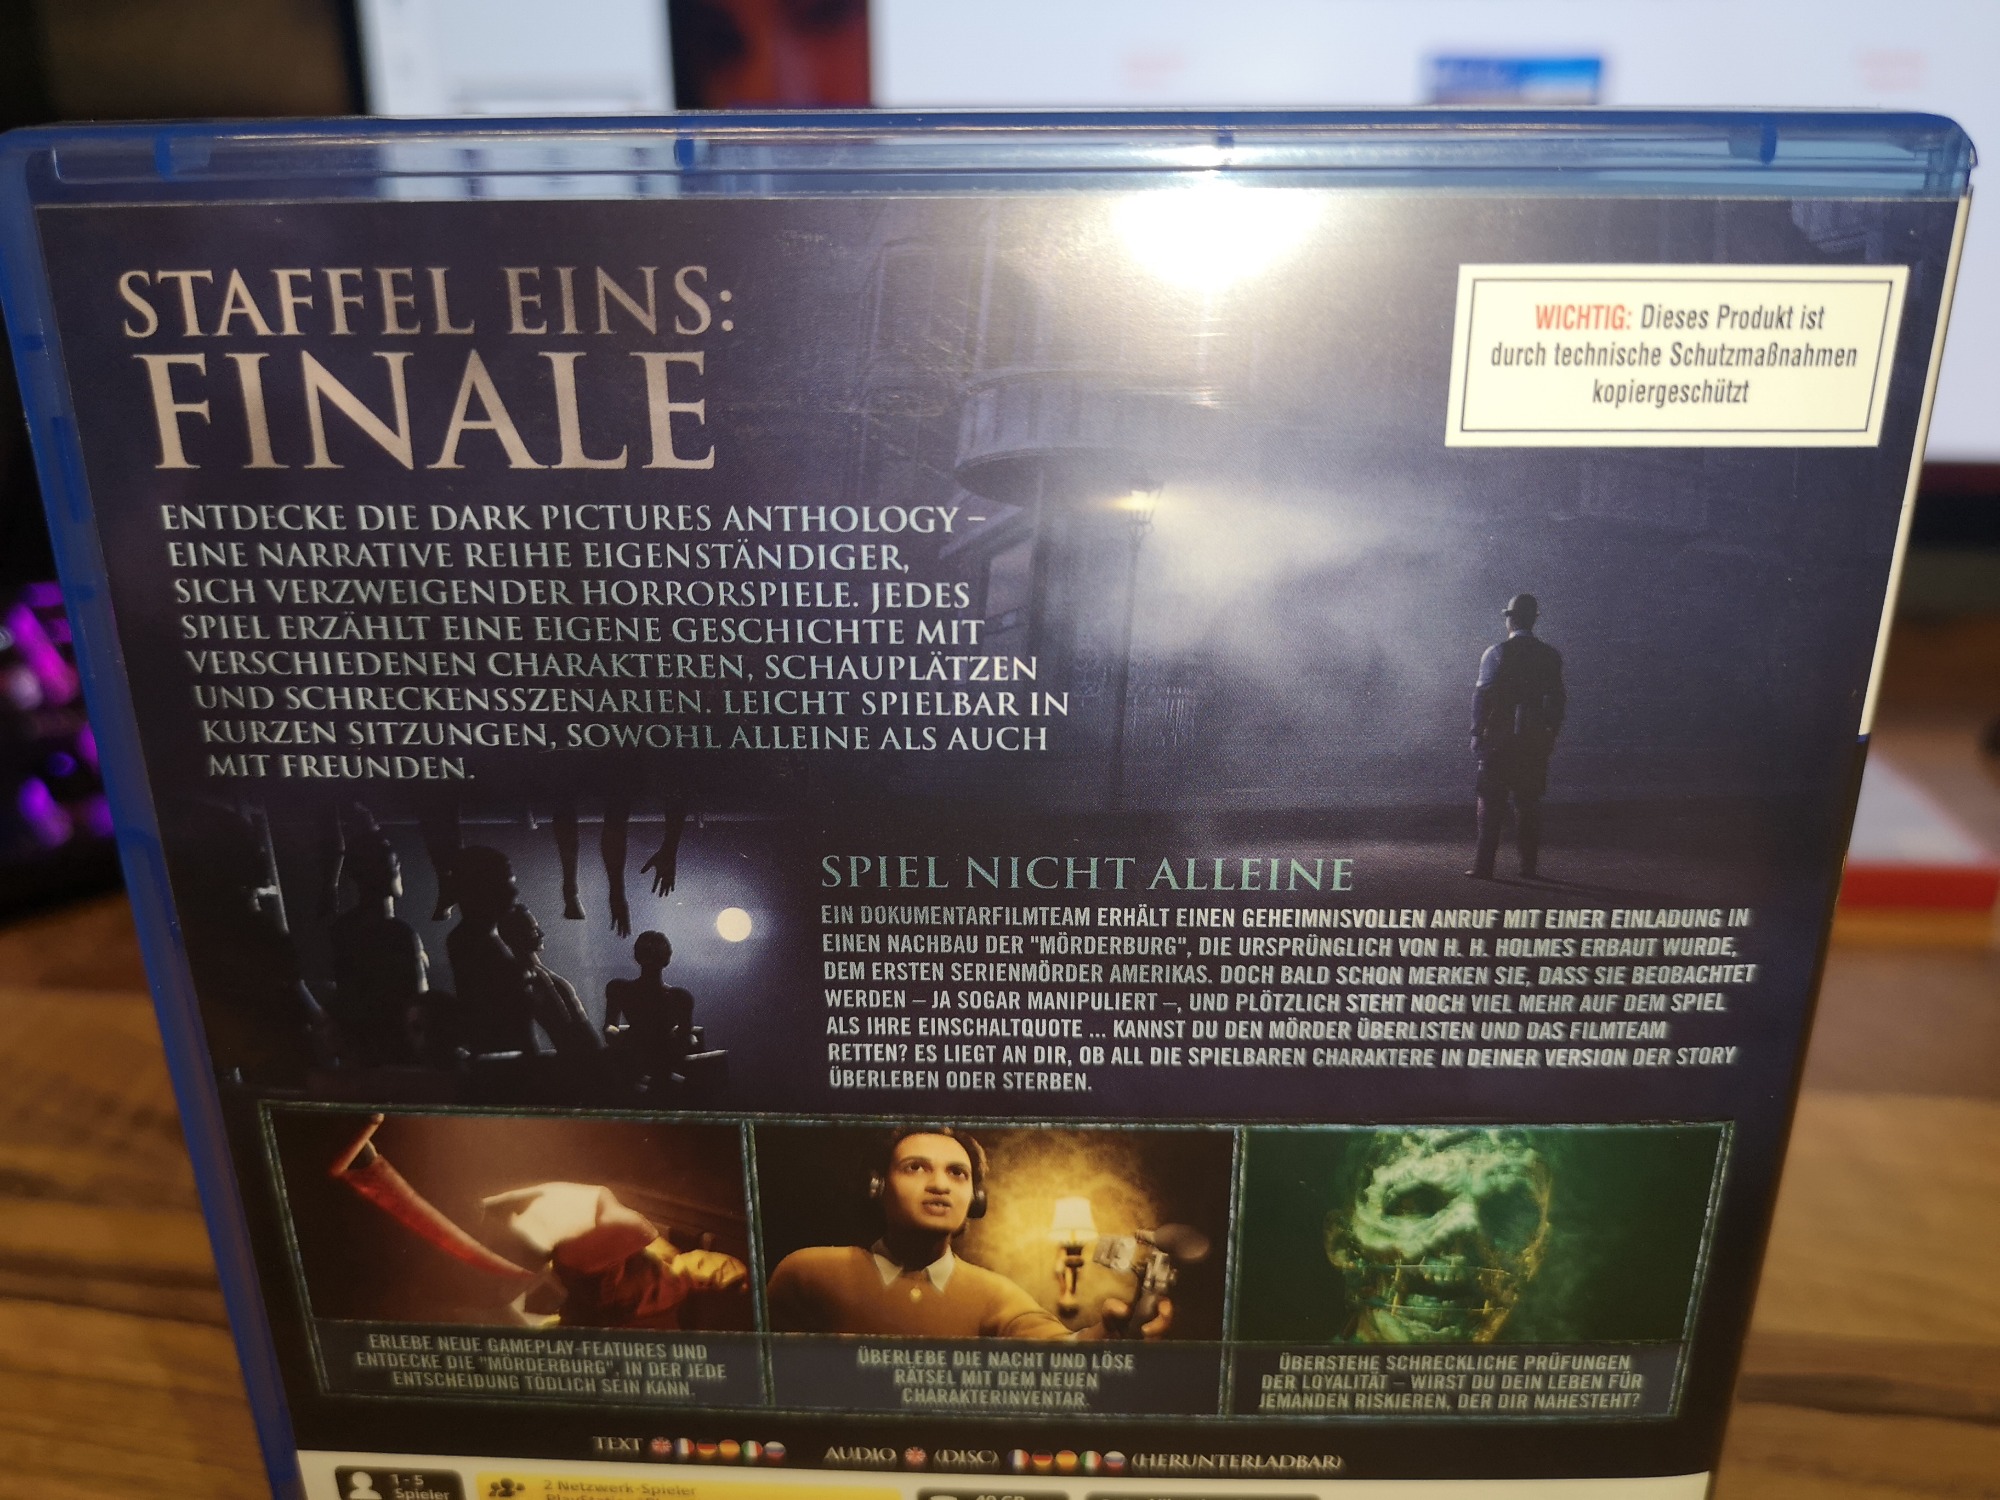 STAFFEL EINS:
FINALE
WICHTIG: Dieses Produkt ist
durch technische Schutzmaßnahmen
kopiergeschützt
ENTDECKE DIE DARK PICTURES ANTHOLOGY –
EINE NARRATIVE REIHE EIGENSTÄNDIGER,
SICH VERZWEIGENDER HORRORSPIELE. JEDES
SPIEL ERZÄHLT EINE EIGENE GESCHICHTE MIT
VERSCHIEDENEN CHARAKTEREN, SCHAUPLÄTZEN
UND SCHRECKENSSZENARIEN. LEICHT SPIELBAR IN
KURZEN SITZUNGEN, SOWOHL ALLEINE ALS AUCH
MIT FREUNDEN.
SPIEL NICHT ALLEINE
EIN DOKUMENTARFILMTEAM ERHÄLT EINEN GEHEIMNISVOLLEN ANRUF MIT EINER EINLADUNG IN
EINEN NACHBAU DER "MÖRDERBURG", DIE URSPRÜNGLICH VON H. H. HOLMES ERBAUT WURDE,
DEM ERSTEN SERIENMÖRDER AMERIKAS. DOCH BALD SCHON MERKEN SIE, DASS SIE BEOBACHTET
WERDEN – JA SOGAR MANIPULIERT –, UND PLÖTZLICH STEHT NOCH VIEL MEHR AUF DEM SPIEL
ALS IHRE EINSCHALTQUOTE ... KANNST DU DEN MÖRDER ÜBERLISTEN UND DAS FILMTEAM
RETTEN? ES LIEGT AN DIR, OB ALL DIE SPIELBAREN CHARAKTERE IN DEINER VERSION DER STORY
ÜBERLEBEN ODER STERBEN.
ERLEBE NEUE GAMEPLAY-FEATURES UND
ENTDECKE DIE "MÖRDERBURG", IN DER JEDE
ENTSCHEIDUNG TÖDLICH SEIN KANN.
ÜBERLEBE DIE NACHT UND LÖSE
RÄTSEL MIT DEM NEUEN
CHARAKTERINVENTAR.
ÜBERSTEHE SCHRECKLICHE PRÜFUNGEN
DER LOYALITÄT – WIRST DU DEIN LEBEN FÜR
JEMANDEN RISKIEREN, DER DIR NAHESTEHT?
TEXT AUDIO (DISC) (HERUNTERLADBAR)
1 - 5
Spieler
2 Netzwerk-Spieler